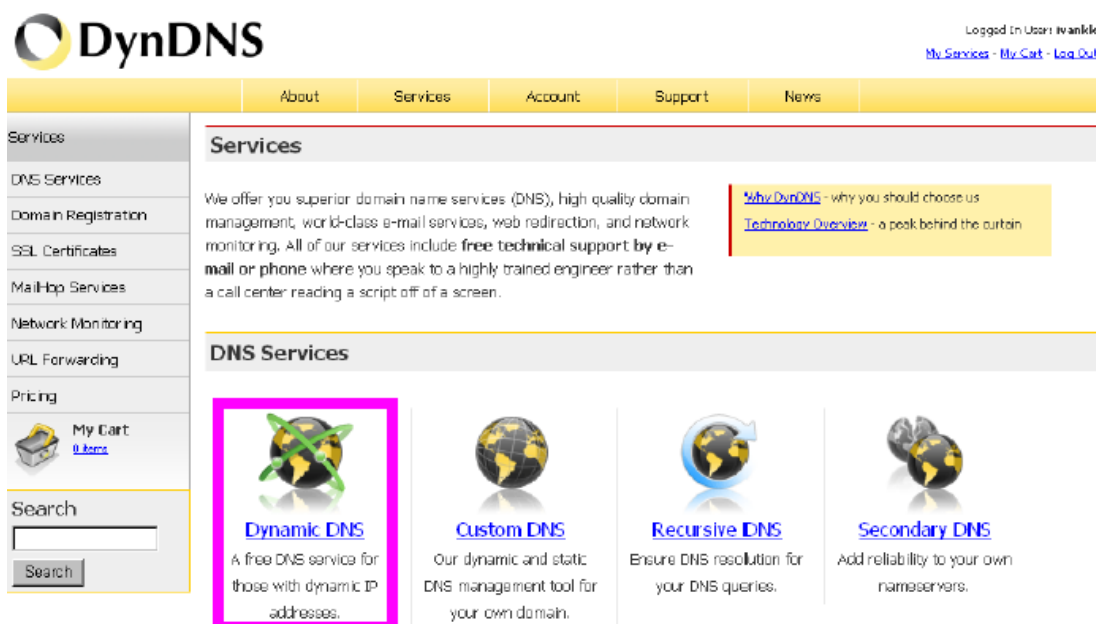 DynDNS
Logged In User: ivankle
My Services - My Cart - Log Out
About Services Account Support News
Services
DNS Services
Domain Registration
SSL Certificates
MailHop Services
Network Monitoring
URL Forwarding
Pricing
My Cart
0 items
Search
Search
Services
We offer you superior domain name services (DNS), high quality domain
management, world-class e-mail services, web redirection, and network
monitoring. All of our services include free technical support by e-
mail or phone where you speak to a highly trained engineer rather than
a call center reading a script off of a screen.
Why DynDNS - why you should choose us
Technology Overview - a peak behind the curtain
DNS Services
Dynamic DNS
A free DNS service for
those with dynamic IP
addresses.
Custom DNS
Our dynamic and static
DNS management tool for
your own domain.
Recursive DNS
Ensure DNS resolution for
your DNS queries.
Secondary DNS
Add reliability to your own
nameservers.